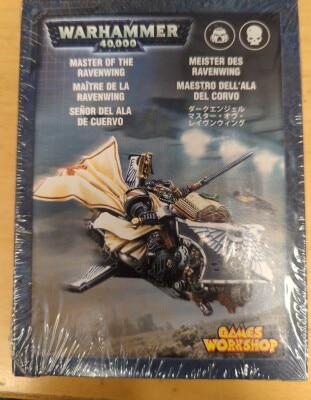 WARHAMMER
40,000
MASTER OF THE
RAVENWING
MAÎTRE DE LA
RAVENWING
SEÑOR DEL ALA
DE CUERVO
MEISTER DES
RAVENWING
MAESTRO DELL'ALA
DEL CORVO
ダークエンジェル
マスター・オヴ・
レイヴンウィング
GAMES
WORKSHOP